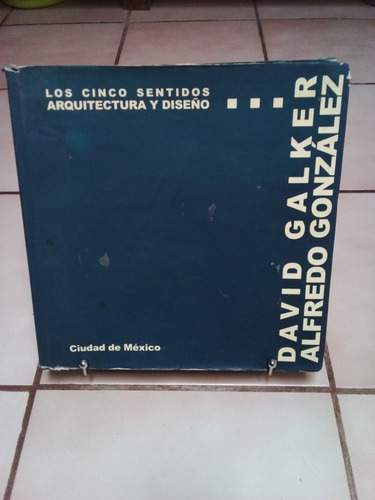 LOS CINCO SENTIDOS
ARQUITECTURA Y DISEÑO
DAVID GALKER
ALFREDO GONZÁLEZ
Ciudad de México